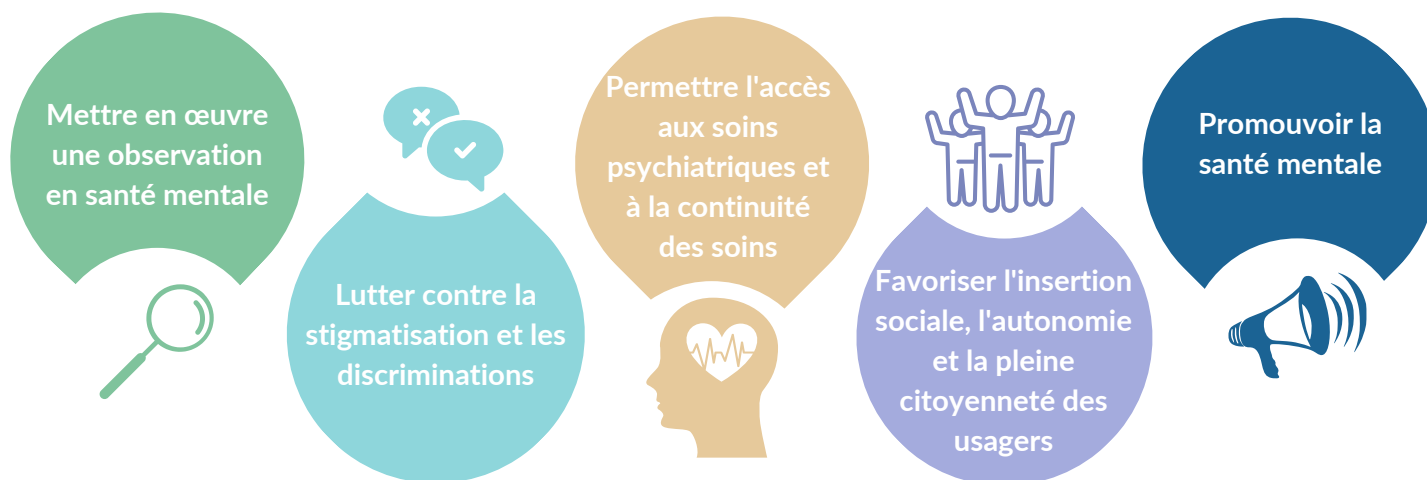 Mettre en œuvre
une observation
en santé mentale
Lutter contre la
stigmatisation et les
discriminations
Permettre l'accès
aux soins
psychiatriques et
à la continuité
des soins
Favoriser l'insertion
sociale, l'autonomie
et la pleine
citoyenneté des
usagers
Promouvoir la
santé mentale